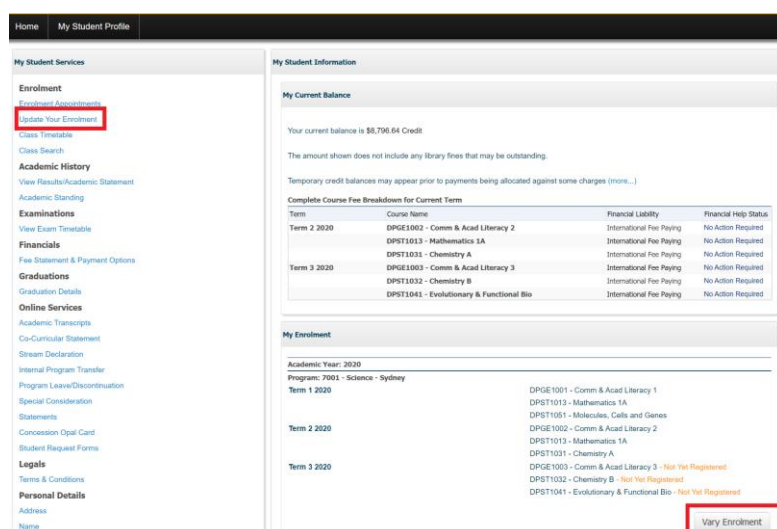 Home My Student Profile
My Student Services
Enrolment
Enrolment Appointments
Update Your Enrolment
Class Timetable
Class Search
Academic History
View Results/Academic Statement
Academic Standing
Examinations
View Exam Timetable
Financials
Fee Statement & Payment Options
Graduations
Graduation Details
Online Services
Academic Transcripts
Co-Curricular Statement
Stream Declaration
Internal Program Transfer
Program Leave/Discontinuation
Special Consideration
Statements
Concession Opal Card
Student Request Forms
Legals
Terms & Conditions
Personal Details
Address
Name
My Student Information
My Current Balance
Your current balance is $8,796.64 Credit
The amount shown does not include any library fines that may be outstanding.
Temporary credit balances may appear prior to payments being allocated against some charges (more...)
Complete Course Fee Breakdown for Current Term
Term Course Name Financial Liability Financial Help Status
Term 2 2020 DPGE1002 - Comm & Acad Literacy 2 International Fee Paying No Action Required
DPST1013 - Mathematics 1A International Fee Paying No Action Required
DPST1031 - Chemistry A International Fee Paying No Action Required
Term 3 2020 DPGE1003 - Comm & Acad Literacy 3 International Fee Paying No Action Required
DPST1032 - Chemistry B International Fee Paying No Action Required
DPST1041 - Evolutionary & Functional Bio International Fee Paying No Action Required
My Enrolment
Academic Year: 2020
Program: 7001 - Science - Sydney
Term 1 2020 DPGE1001 - Comm & Acad Literacy 1
DPST1013 - Mathematics 1A
DPST1051 - Molecules, Cells and Genes
Term 2 2020 DPGE1002 - Comm & Acad Literacy 2
DPST1013 - Mathematics 1A
DPST1031 - Chemistry A
Term 3 2020 DPGE1003 - Comm & Acad Literacy 3 - Not Yet Registered
DPST1032 - Chemistry B - Not Yet Registered
DPST1041 - Evolutionary & Functional Bio - Not Yet Registered
Vary Enrolment